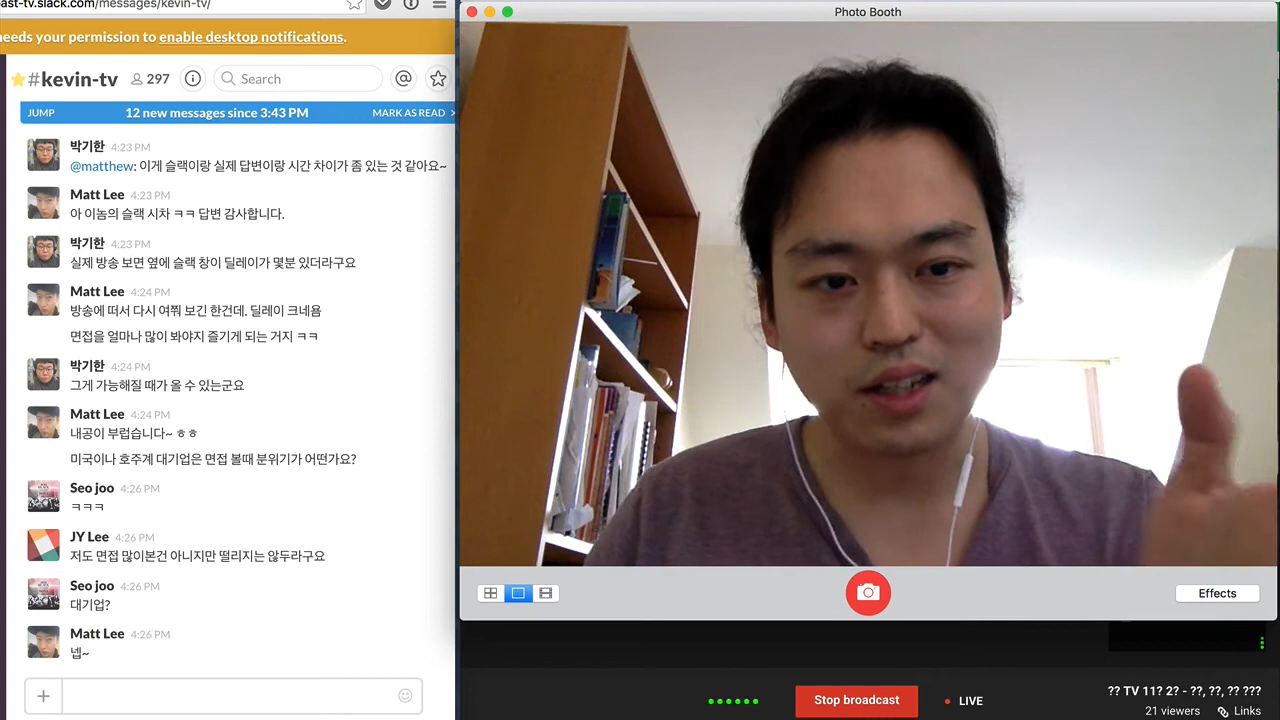 ast-tv.slack.com/messages/kevin-tv/
eeds your permission to enable desktop notifications.
#kevin-tv 297 Search
JUMP 12 new messages since 3:43 PM MARK AS READ
박기한 4:23 PM
@matthew: 이게 슬랙이랑 실제 답변이랑 시간 차이가 좀 있는 것 같아요~
Matt Lee 4:23 PM
아 이놈의 슬랙 시차 ㅋㅋ 답변 감사합니다.
박기한 4:23 PM
실제 방송 보면 옆에 슬랙 창이 딜레이가 몇분 있더라구요
Matt Lee 4:24 PM
방송에 떠서 다시 여쭤 보긴 한건데. 딜레이 크네욤
면접을 얼마나 많이 봐야지 즐기게 되는 거지 ㅋㅋ
박기한 4:24 PM
그게 가능해질 때가 올 수 있는군요
Matt Lee 4:24 PM
내공이 부럽습니다~ ㅎㅎ
미국이나 호주계 대기업은 면접 볼때 분위기가 어떤가요?
Seo joo 4:26 PM
ㅋㅋㅋ
JY Lee 4:26 PM
저도 면접 많이본건 아니지만 떨리지는 않두라구요
Seo joo 4:26 PM
대기업?
Matt Lee 4:26 PM
넵~
Photo Booth
Effects
Stop broadcast
LIVE
?? TV 11? 2? - ??, ??, ?? ???
21 viewers Links